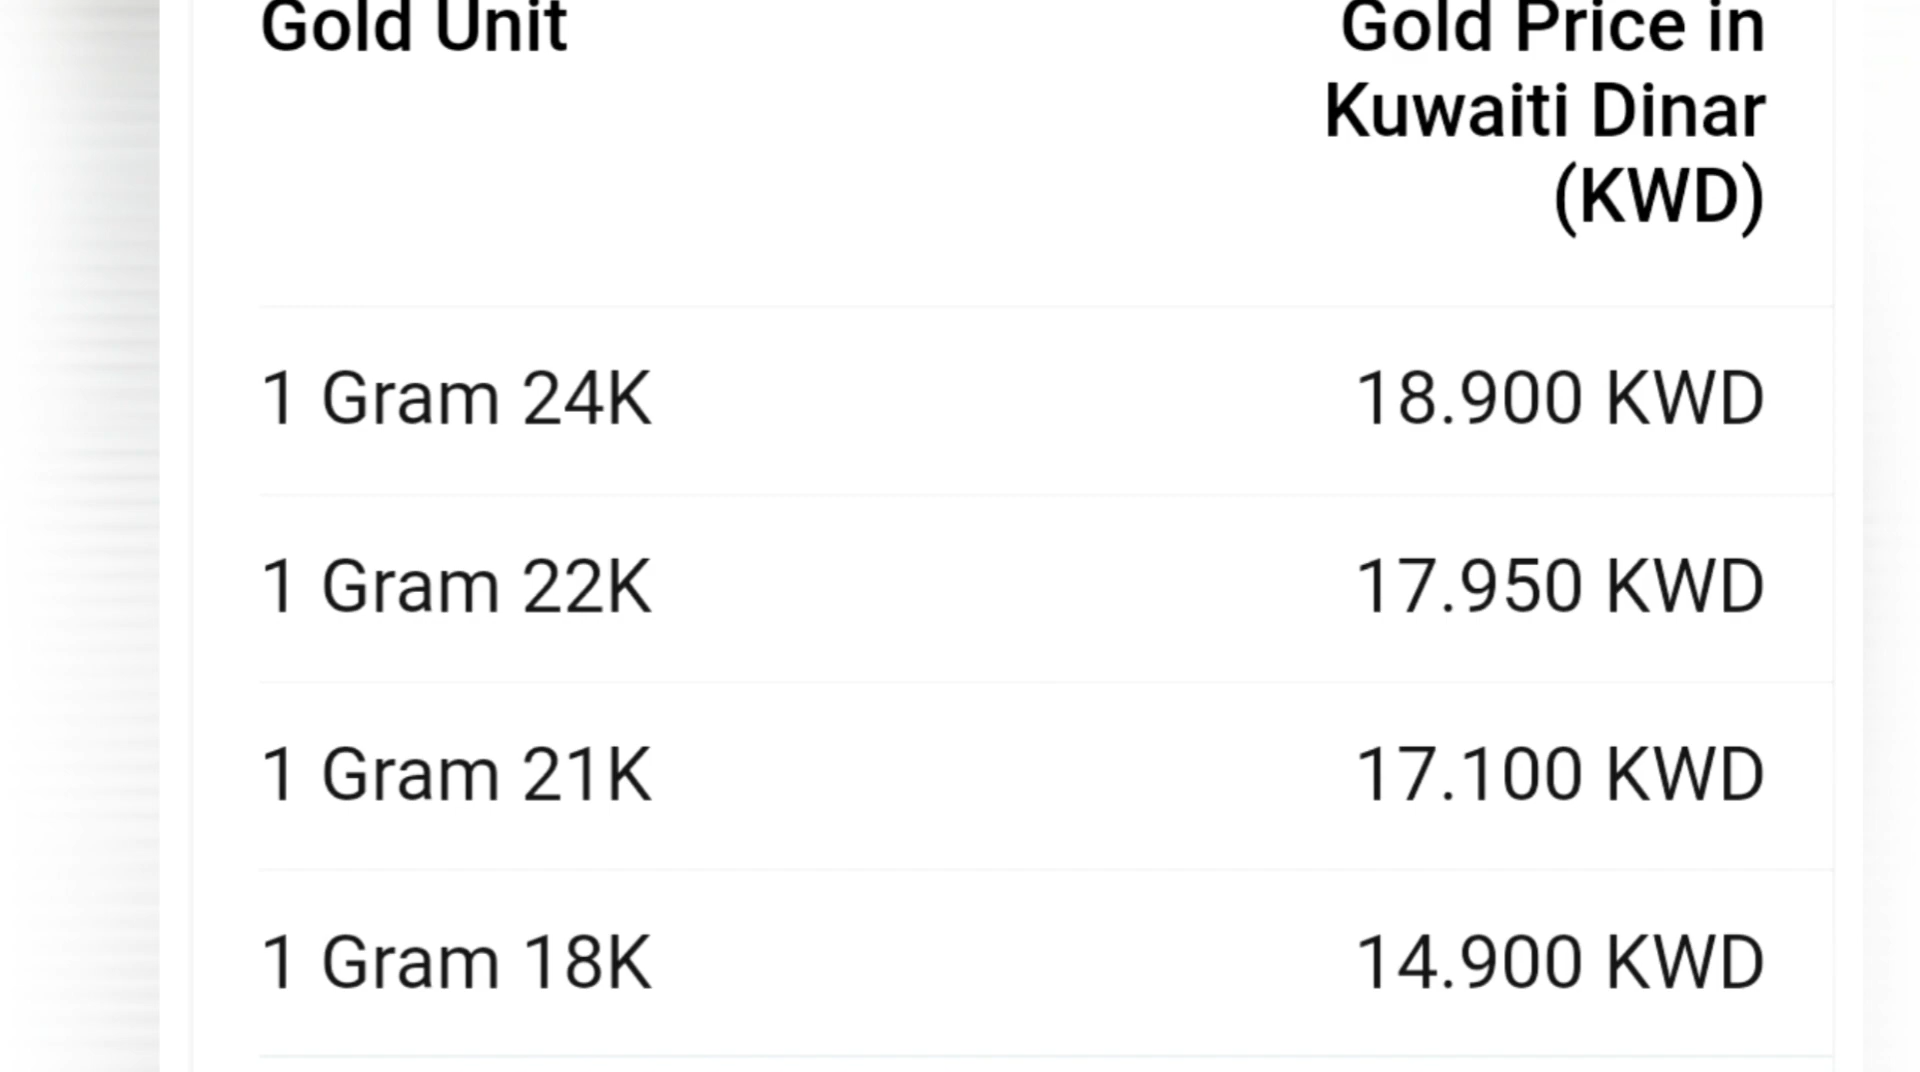 Gold Unit
Gold Price in
Kuwaiti Dinar
(KWD)
1 Gram 24K
18.900 KWD
1 Gram 22K
17.950 KWD
1 Gram 21K
17.100 KWD
1 Gram 18K
14.900 KWD